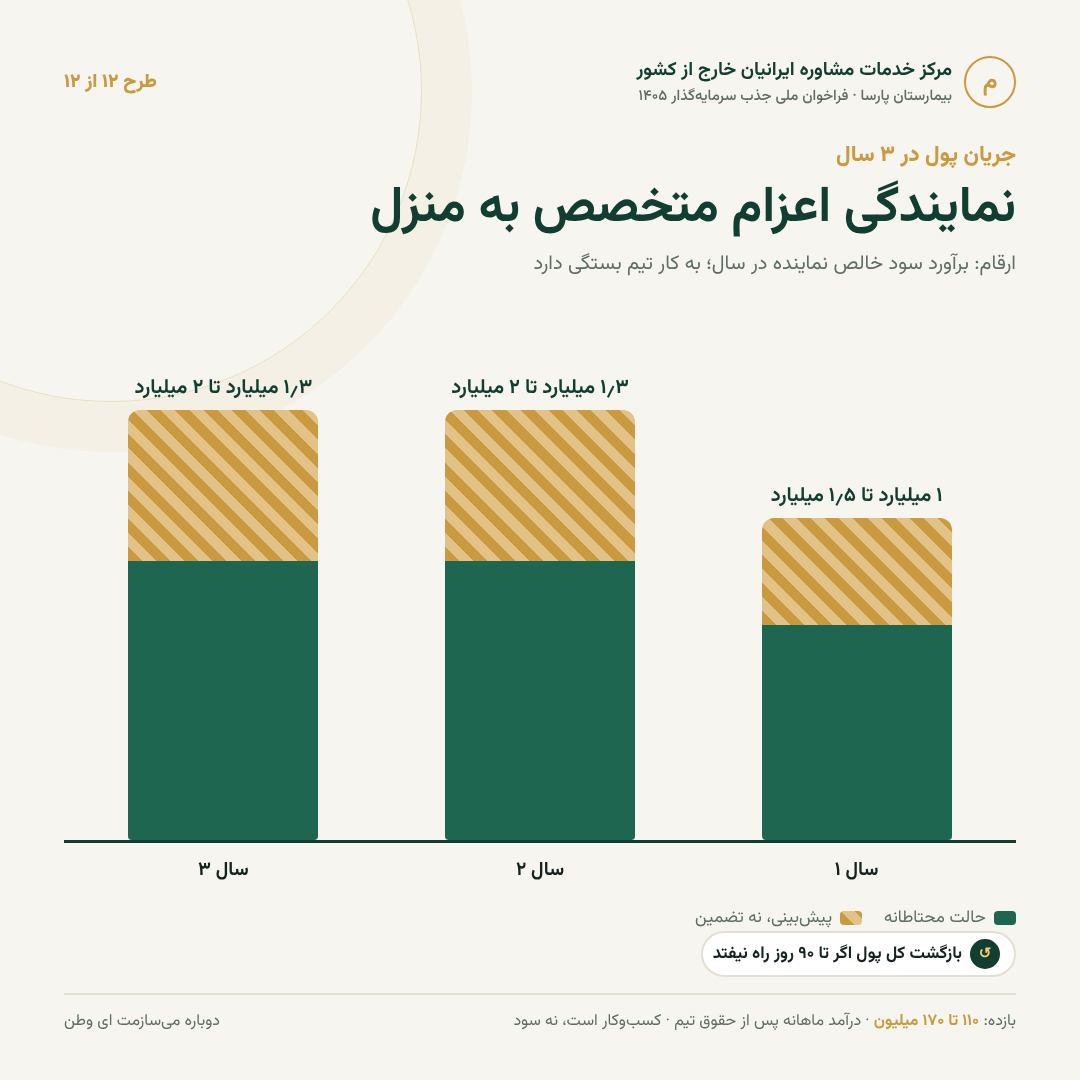 م
مرکز خدمات مشاوره ایرانیان خارج از کشور
بیمارستان پارسا · فراخوان ملی جذب سرمایه‌گذار ۱۴۰۵
طرح ۱۲ از ۱۲
جریان پول در ۳ سال
نمایندگی اعزام متخصص به منزل
ارقام: برآورد سود خالص نماینده در سال؛ به کار تیم بستگی دارد
۱ میلیارد تا ۱٫۵ میلیارد
۱٫۳ میلیارد تا ۲ میلیارد
۱٫۳ میلیارد تا ۲ میلیارد
سال ۱
سال ۲
سال ۳
حالت محتاطانه
پیش‌بینی، نه تضمین
↺ بازگشت کل پول اگر تا ۹۰ روز راه نیفتد
بازده: ۱۱۰ تا ۱۷۰ میلیون · درآمد ماهانه پس از حقوق تیم · کسب‌وکار است، نه سود
دوباره می‌سازمت ای وطن